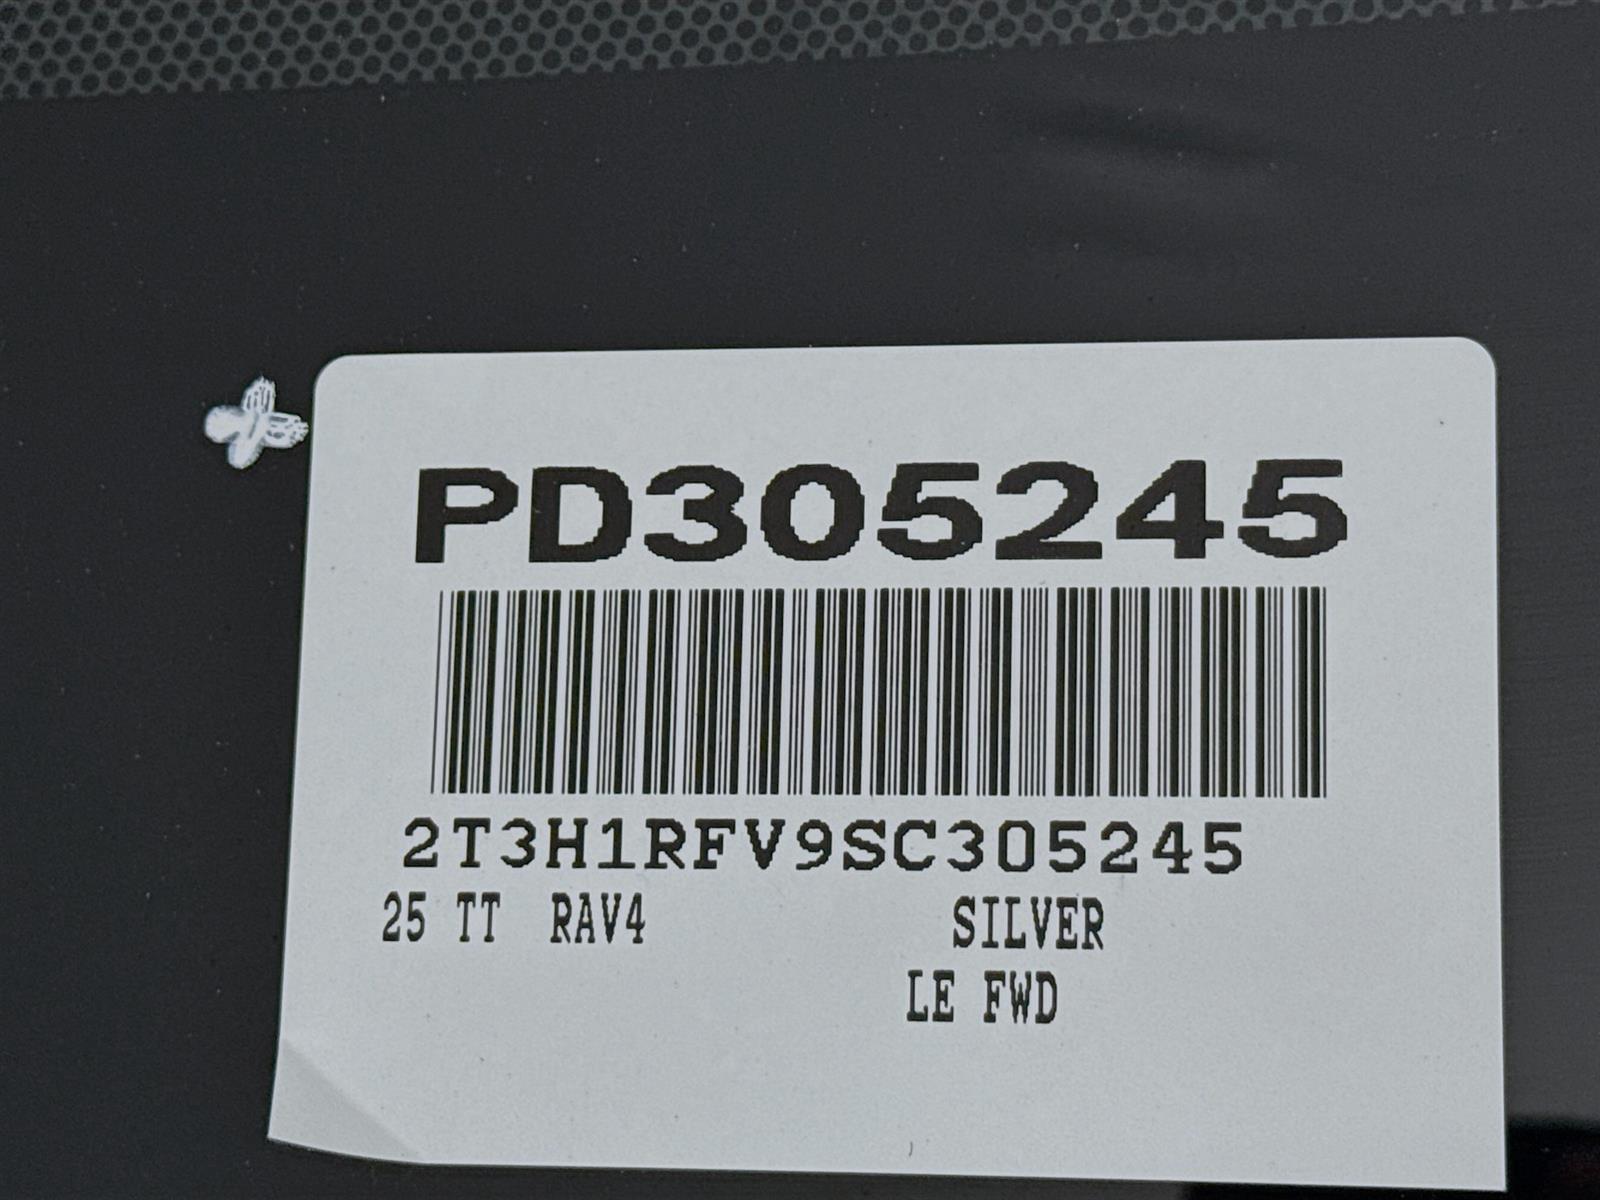 PD305245
2T3H1RFV9SC305245
25 TT RAV4 SILVER
LE FWD